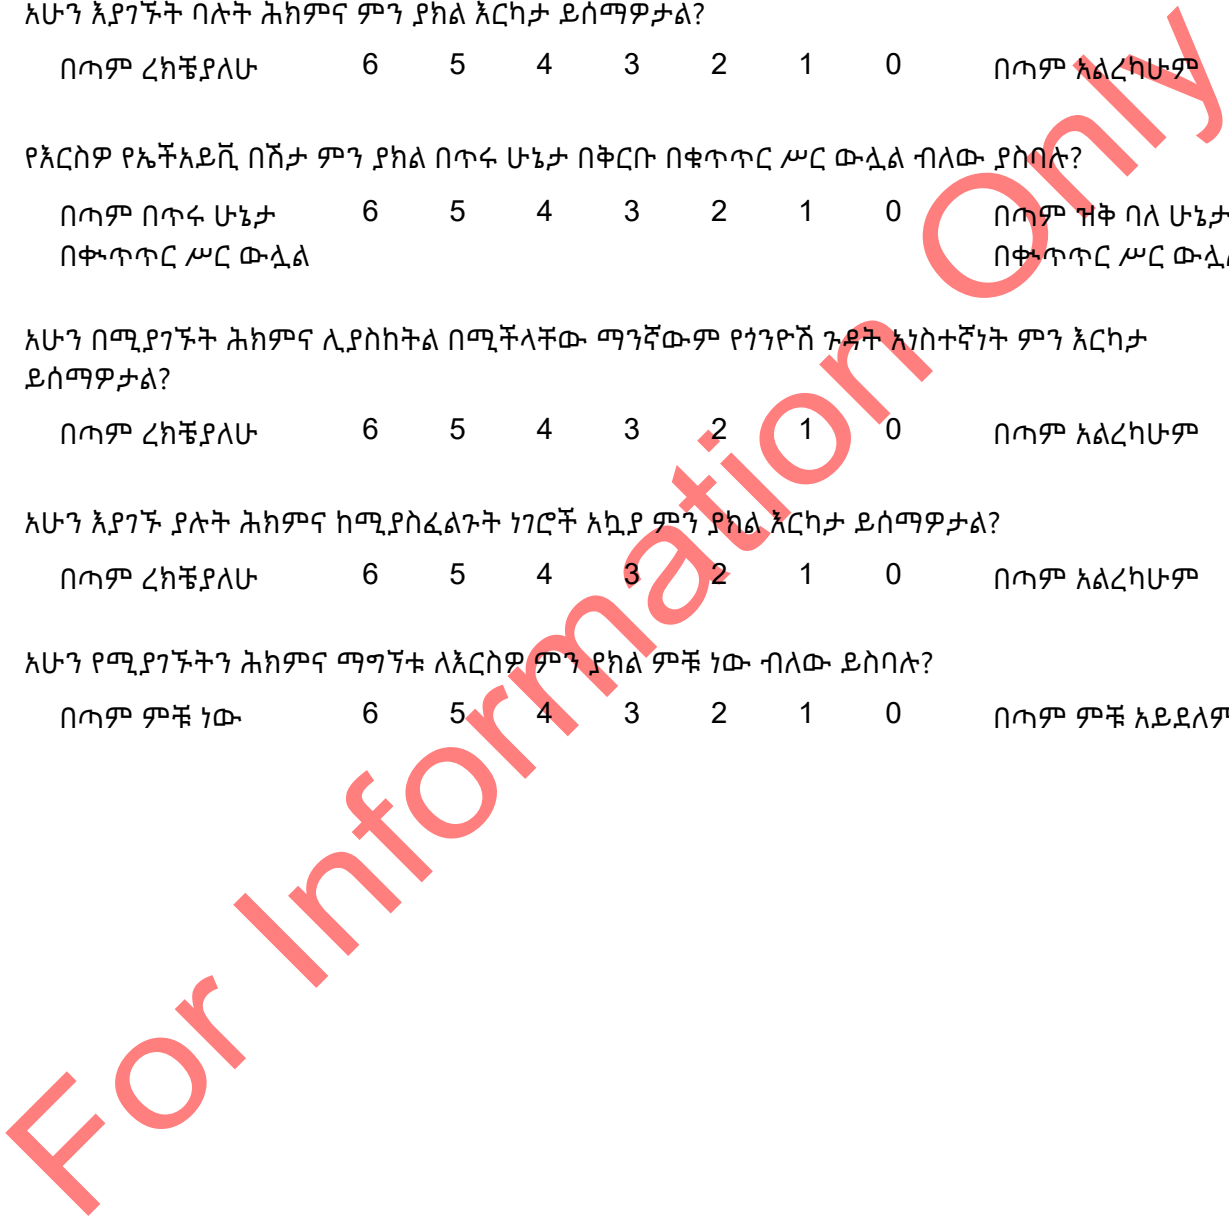 አሁን እያገኙት ባሉት ሕክምና ምን ያክል እርካታ ይሰማዎታል?
በጣም ረክቼያለሁ 6 5 4 3 2 1 0 በጣም አልረካሁም
የእርስዎ የኤችአይቪ በሽታ ምን ያክል በጥሩ ሁኔታ በቅርቡ በቁጥጥር ሥር ውሏል ብለው ያስባሉ?
በጣም በጥሩ ሁኔታ 6 5 4 3 2 1 0 በጣም ዝቅ ባለ ሁኔታ
በቍጥጥር ሥር ውሏል በቍጥጥር ሥር ውሏል
አሁን በሚያገኙት ሕክምና ሊያስከትል በሚችላቸው ማንኛውም የጎንዮሽ ጉዳት አነስተኛነት ምን እርካታ
ይሰማዎታል?
በጣም ረክቼያለሁ 6 5 4 3 2 1 0 በጣም አልረካሁም
አሁን እያገኙ ያሉት ሕክምና ከሚያስፈልጉት ነገሮች አኳያ ምን ያክል እርካታ ይሰማዎታል?
በጣም ረክቼያለሁ 6 5 4 3 2 1 0 በጣም አልረካሁም
አሁን የሚያገኙትን ሕክምና ማግኘቱ ለእርስዎ ምን ያክል ምቹ ነው ብለው ይስባሉ?
በጣም ምቹ ነው 6 5 4 3 2 1 0 በጣም ምቹ አይደለም
For Information Only